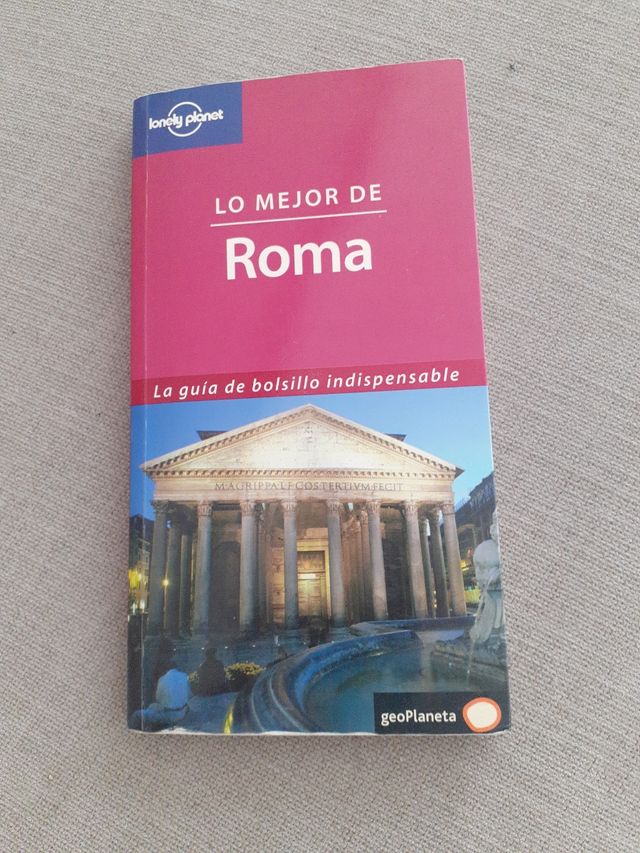 lonely planet
LO MEJOR DE
Roma
La guía de bolsillo indispensable
M·AGRIPPA·L·F·COS·TERTIVM·FECIT
geoPlaneta